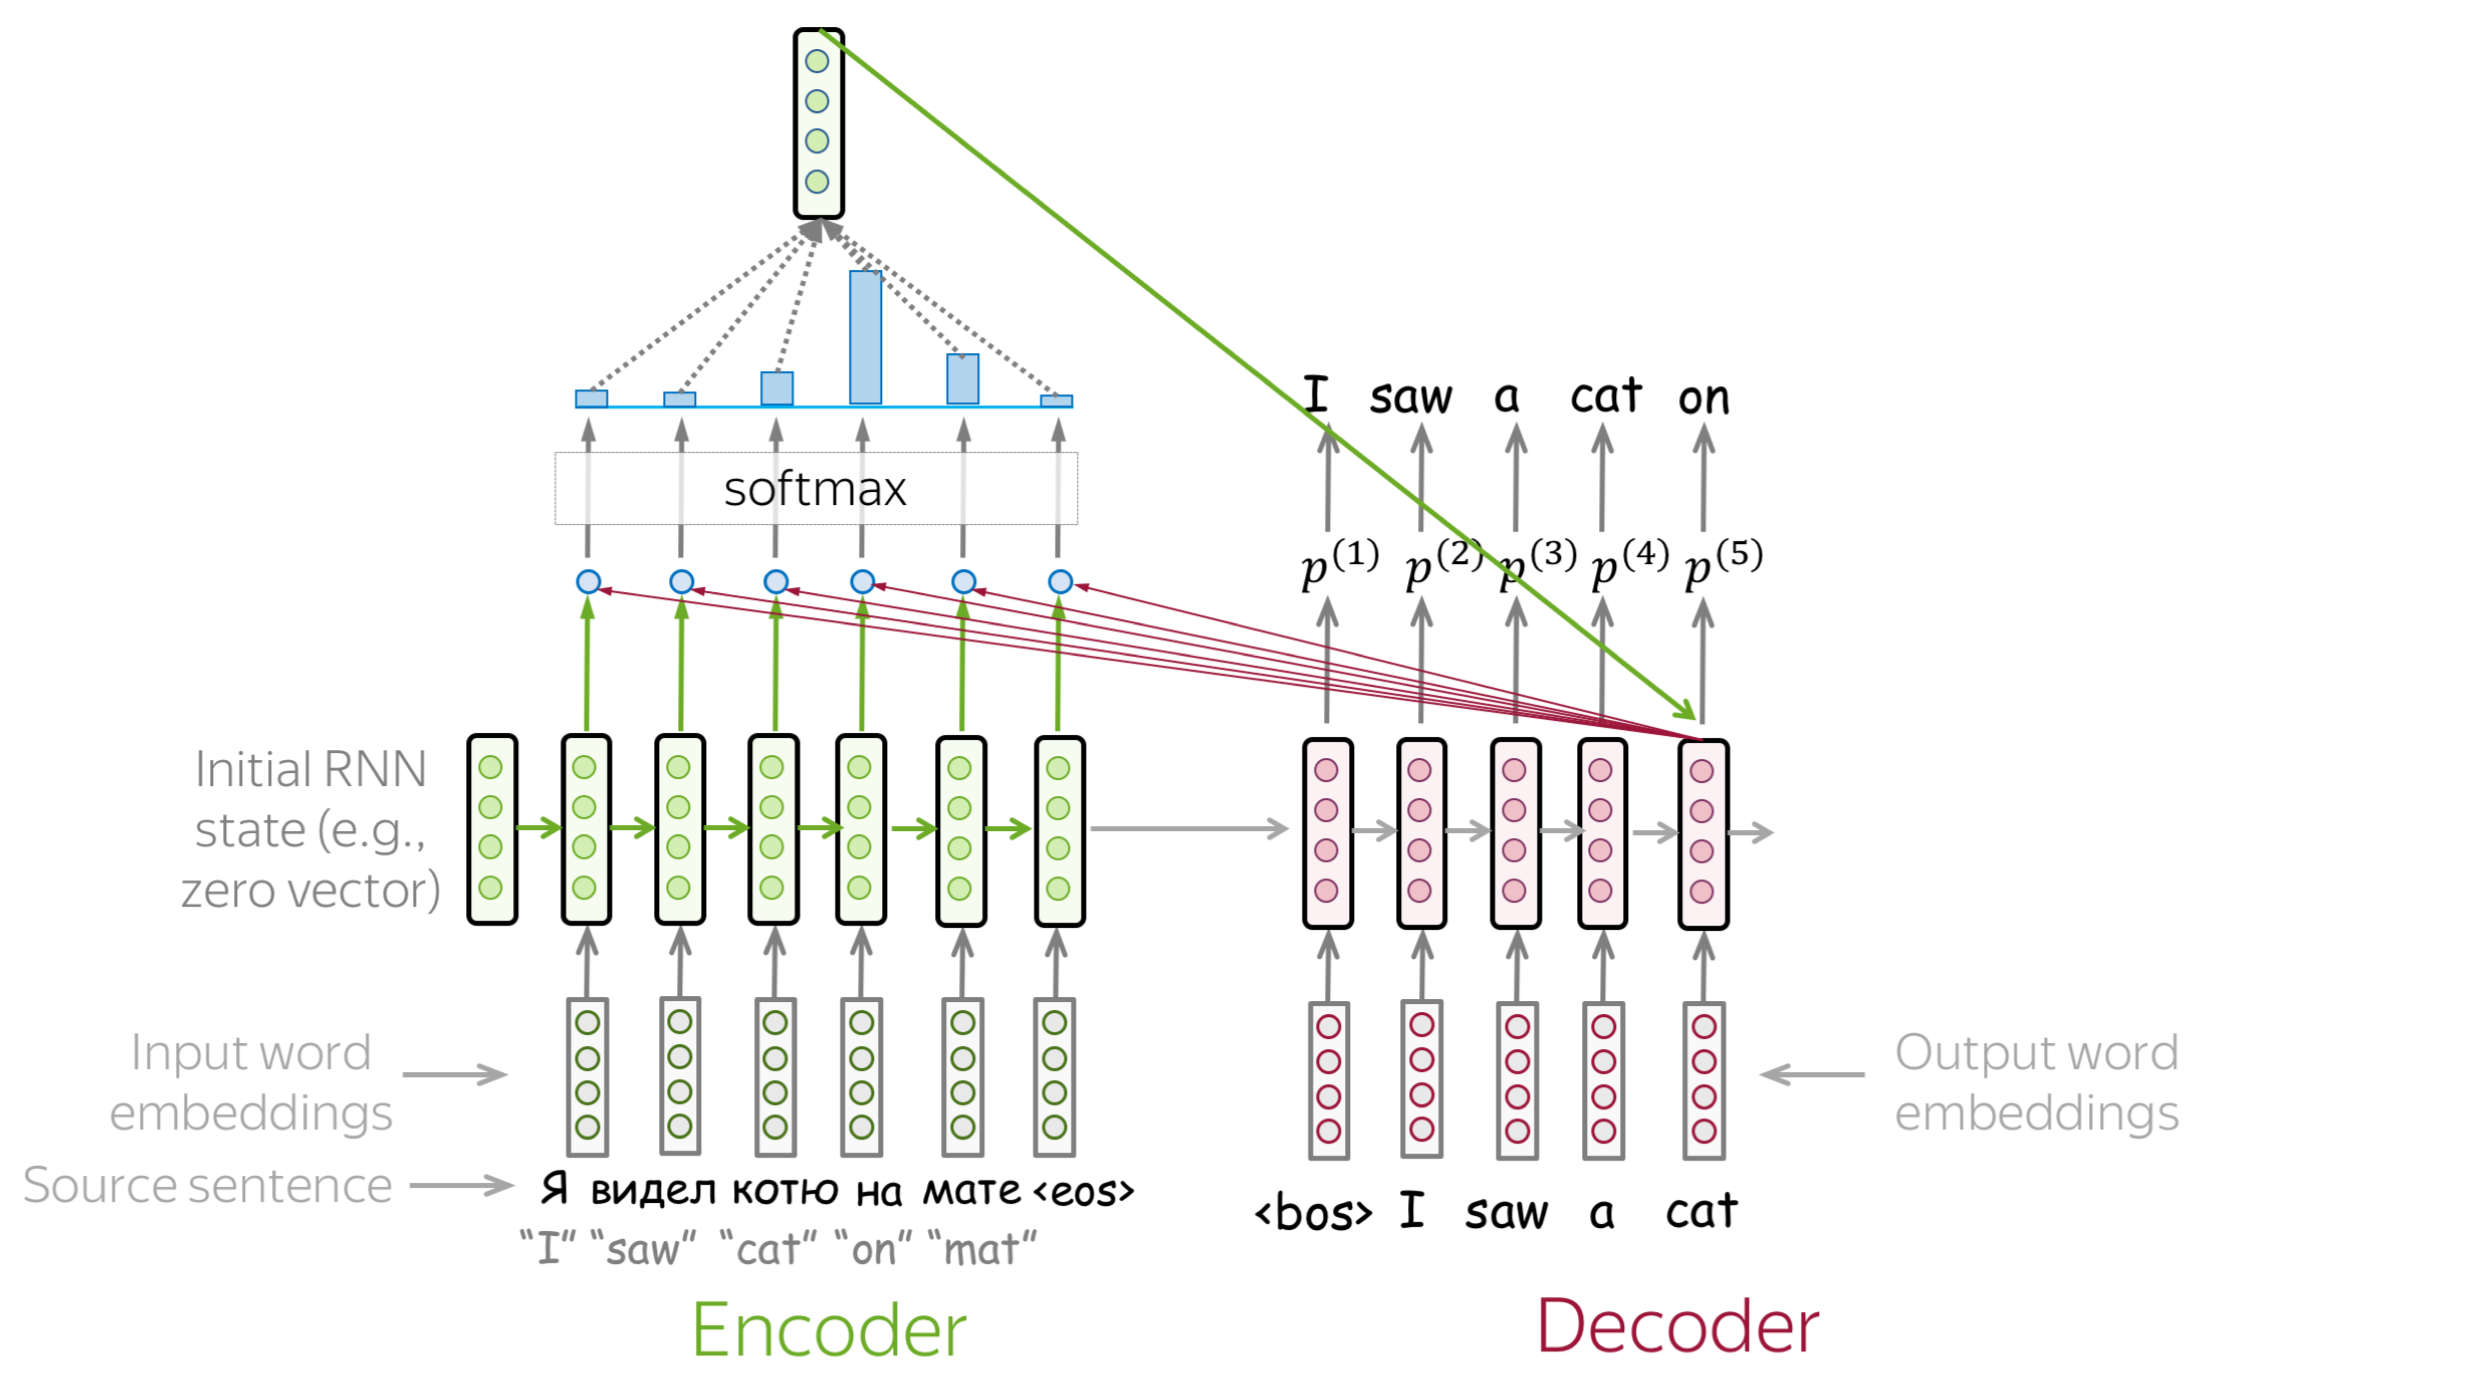 I saw a cat on
softmax
p(1) p(2) p(3) p(4) p(5)
Initial RNN
state (e.g.,
zero vector)
Input word
embeddings
Output word
embeddings
Source sentence
Я видел котю на мате <eos>
"I" "saw" "cat" "on" "mat"
<bos> I saw a cat
Encoder
Decoder